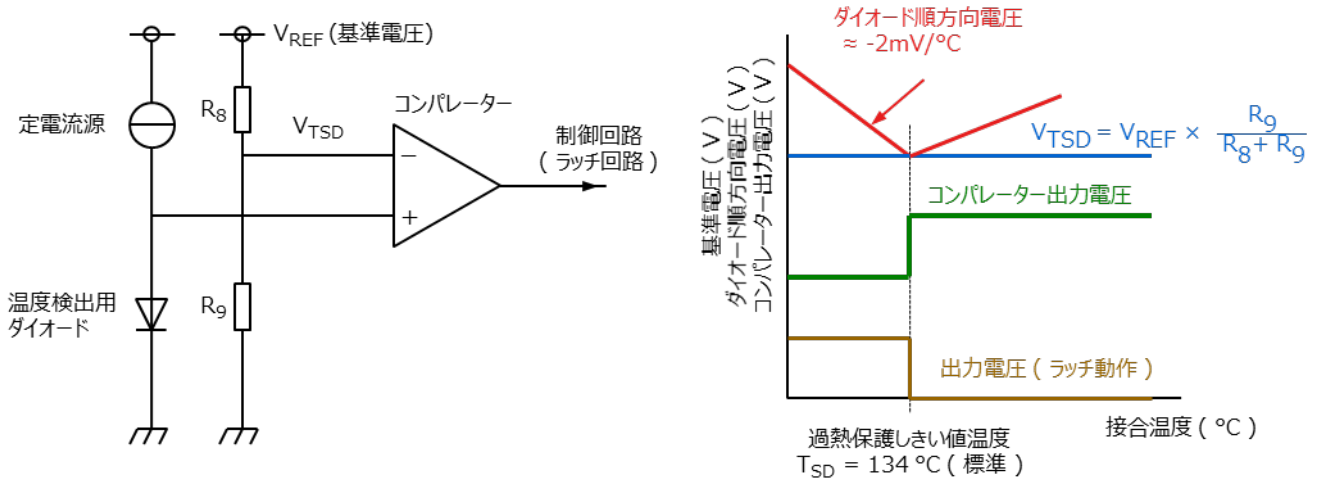 VREF (基準電圧)
R8
定電流源
VTSD
コンパレーター
制御回路
( ラッチ回路 )
−
+
温度検出用
ダイオード
R9
ダイオード順方向電圧
≈ -2mV/°C
基準電圧 ( V )
ダイオード順方向電圧 ( V )
コンパレーター出力電圧 ( V )
VTSD = VREF × R9
R8 + R9
コンパレーター出力電圧
出力電圧 ( ラッチ動作 )
接合温度 ( °C )
過熱保護しきい値温度
TSD = 134 °C ( 標準 )